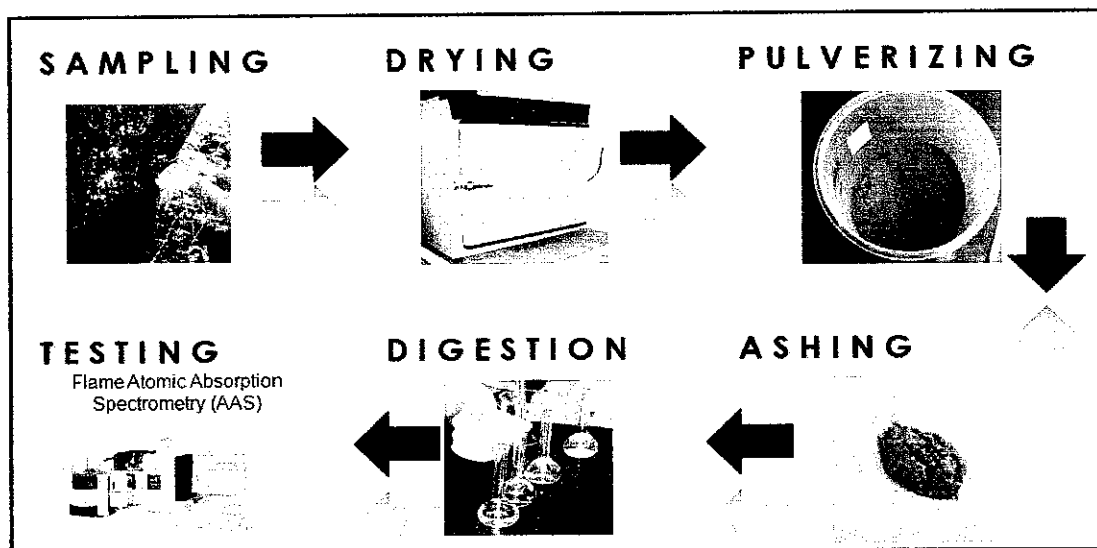 SAMPLING
DRYING
PULVERIZING
TESTING
Flame Atomic Absorption
Spectrometry (AAS)
DIGESTION
ASHING